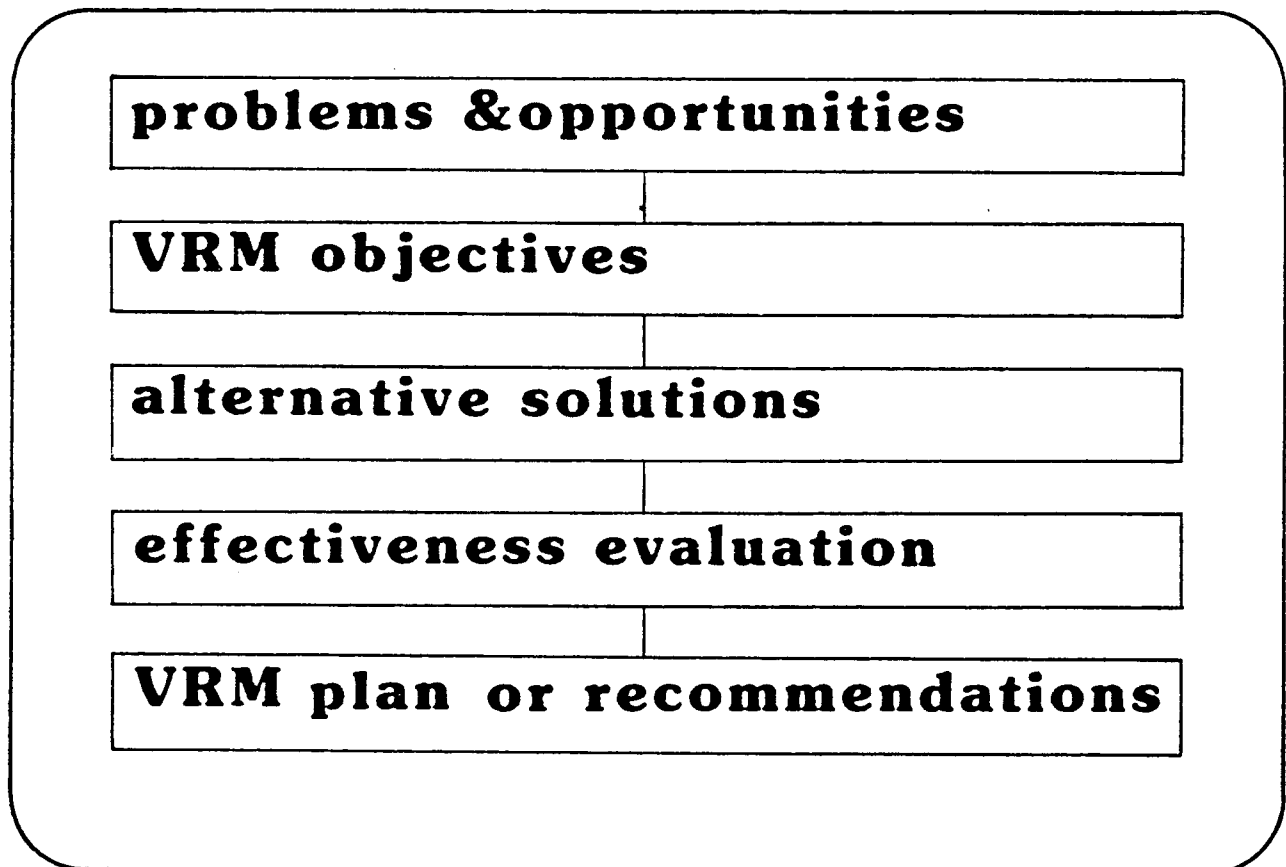 problems &opportunities
VRM objectives
alternative solutions
effectiveness evaluation
VRM plan or recommendations